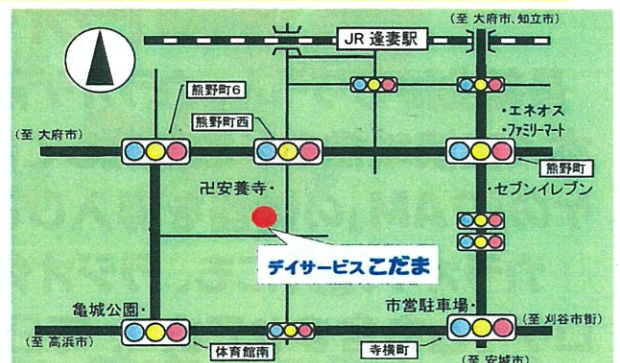 (至 大府市、知立市)
JR 逢妻駅
熊野町6
熊野町西
・エネオス
・ファミリーマート
(至 大府市)
熊野町
卍安養寺・
・セブンイレブン
デイサービスこだま
亀城公園・
市営駐車場・
(至 刈谷市街)
(至 高浜市)
体育館南
寺横町
(至 安城市)